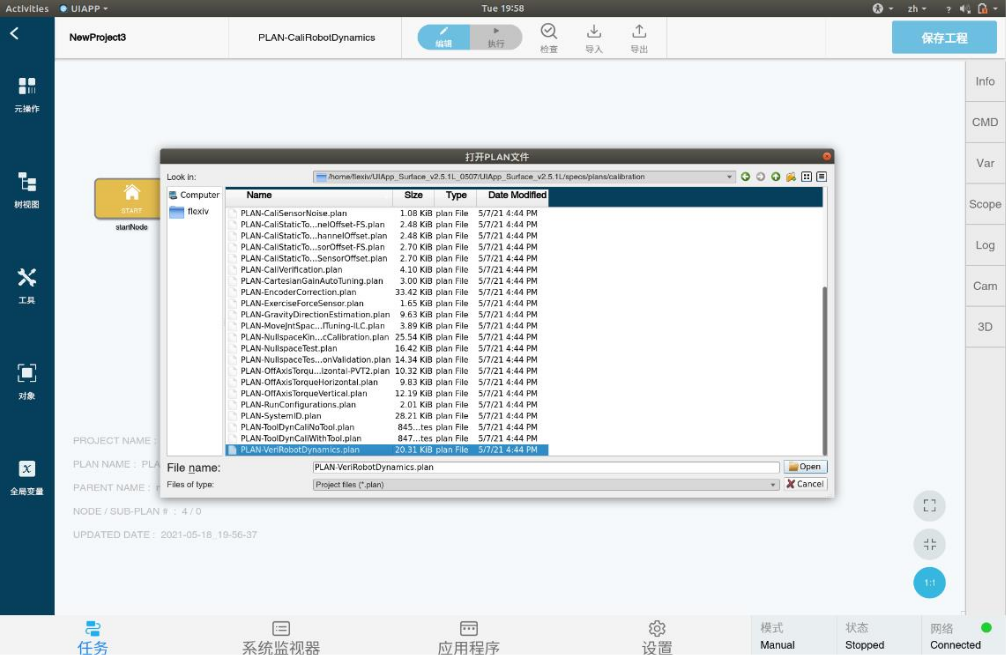 Activities UIAPP Tue 19:58 zh ?
NewProject3 PLAN-CaliRobotDynamics 编辑 执行 检查 导入 导出 保存工程
元操作
树视图
工具
对象
全局变量
Info
CMD
Var
Scope
Log
Cam
3D
START
startNode
打开PLAN文件
Look in: /home/flexiv/UIApp_Surface_v2.5.1L_0507/UIApp_Surface_v2.5.1L/specs/plans/calibration
Computer
flexiv
Name Size Type Date Modified
PLAN-CaliSensorNoise.plan 1.08 KiB plan File 5/7/21 4:44 PM
PLAN-CaliStaticTo...nelOffset-FS.plan 2.48 KiB plan File 5/7/21 4:44 PM
PLAN-CaliStaticTo...hannelOffset.plan 2.48 KiB plan File 5/7/21 4:44 PM
PLAN-CaliStaticTo...sorOffset-FS.plan 2.70 KiB plan File 5/7/21 4:44 PM
PLAN-CaliStaticTo...SensorOffset.plan 2.70 KiB plan File 5/7/21 4:44 PM
PLAN-CaliVerification.plan 4.10 KiB plan File 5/7/21 4:44 PM
PLAN-CartesianGainAutoTuning.plan 3.00 KiB plan File 5/7/21 4:44 PM
PLAN-EncoderCorrection.plan 33.42 KiB plan File 5/7/21 4:44 PM
PLAN-ExerciseForceSensor.plan 1.65 KiB plan File 5/7/21 4:44 PM
PLAN-GravityDirectionEstimation.plan 9.63 KiB plan File 5/7/21 4:44 PM
PLAN-MoveJntSpac...lTuning-ILC.plan 3.89 KiB plan File 5/7/21 4:44 PM
PLAN-NullspaceKin...cCalibration.plan 25.54 KiB plan File 5/7/21 4:44 PM
PLAN-NullspaceTest.plan 16.42 KiB plan File 5/7/21 4:44 PM
PLAN-NullspaceTes...onValidation.plan 14.34 KiB plan File 5/7/21 4:44 PM
PLAN-OffAxisTorqu...izontal-PVT2.plan 10.32 KiB plan File 5/7/21 4:44 PM
PLAN-OffAxisTorqueHorizontal.plan 9.83 KiB plan File 5/7/21 4:44 PM
PLAN-OffAxisTorqueVertical.plan 12.19 KiB plan File 5/7/21 4:44 PM
PLAN-RunConfigurations.plan 2.01 KiB plan File 5/7/21 4:44 PM
PLAN-SystemID.plan 28.21 KiB plan File 5/7/21 4:44 PM
PLAN-ToolDynCaliNoTool.plan 845...tes plan File 5/7/21 4:44 PM
PLAN-ToolDynCaliWithTool.plan 847...tes plan File 5/7/21 4:44 PM
PLAN-VeriRobotDynamics.plan 20.31 KiB plan File 5/7/21 4:44 PM
File name: PLAN-VeriRobotDynamics.plan Open
Files of type: Project files (*.plan) Cancel
PROJECT NAME :
PLAN NAME : PLA
PARENT NAME :
NODE / SUB-PLAN # : 4 / 0
UPDATED DATE : 2021-05-18_19-56-37
1:1
任务 系统监视器 应用程序 设置
模式 状态 网络
Manual Stopped Connected